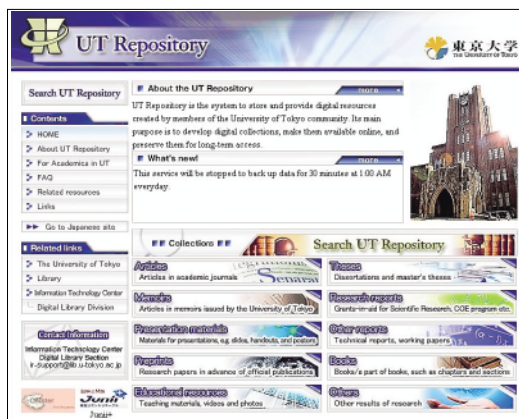 UT Repository
東京大学
THE UNIVERSITY OF TOKYO
Search UT Repository
Contents
HOME
About UT Repository
For Academics in UT
FAQ
Related resources
Links
Go to Japanese site
Related links
The University of Tokyo
Library
Information Technology Center
Digital Library Division
Contact Information
Information Technology Center
Digital Library Section
ir-support@lib.u-tokyo.ac.jp
Junii
Junii+
About the UT Repository
more
UT Repository is the system to store and provide digital resources
created by members of the University of Tokyo community. Its main
purpose is to develop digital collections, make them available online, and
preserve them for long-term access.
What's new!
more
This service will be stopped to back up data for 30 minutes at 1:00 AM
everyday.
Collections
Search UT Repository
Articles
Articles in academic journals
Theses
Dissertations and master's theses
Memoirs
Articles in memoirs issued by the University of Tokyo
Research reports
Grants-in-aid for Scientific Research, COE program etc.
Presentation materials
Materials for presentations, e.g. slides, handouts, and posters
Other reports
Technical reports, working papers
Preprints
Research papers in advance of official publications
Books
Books/a part of books, such as chapters and sections
Educational resources
Teaching materials, videos and photos
Others
Other results of research